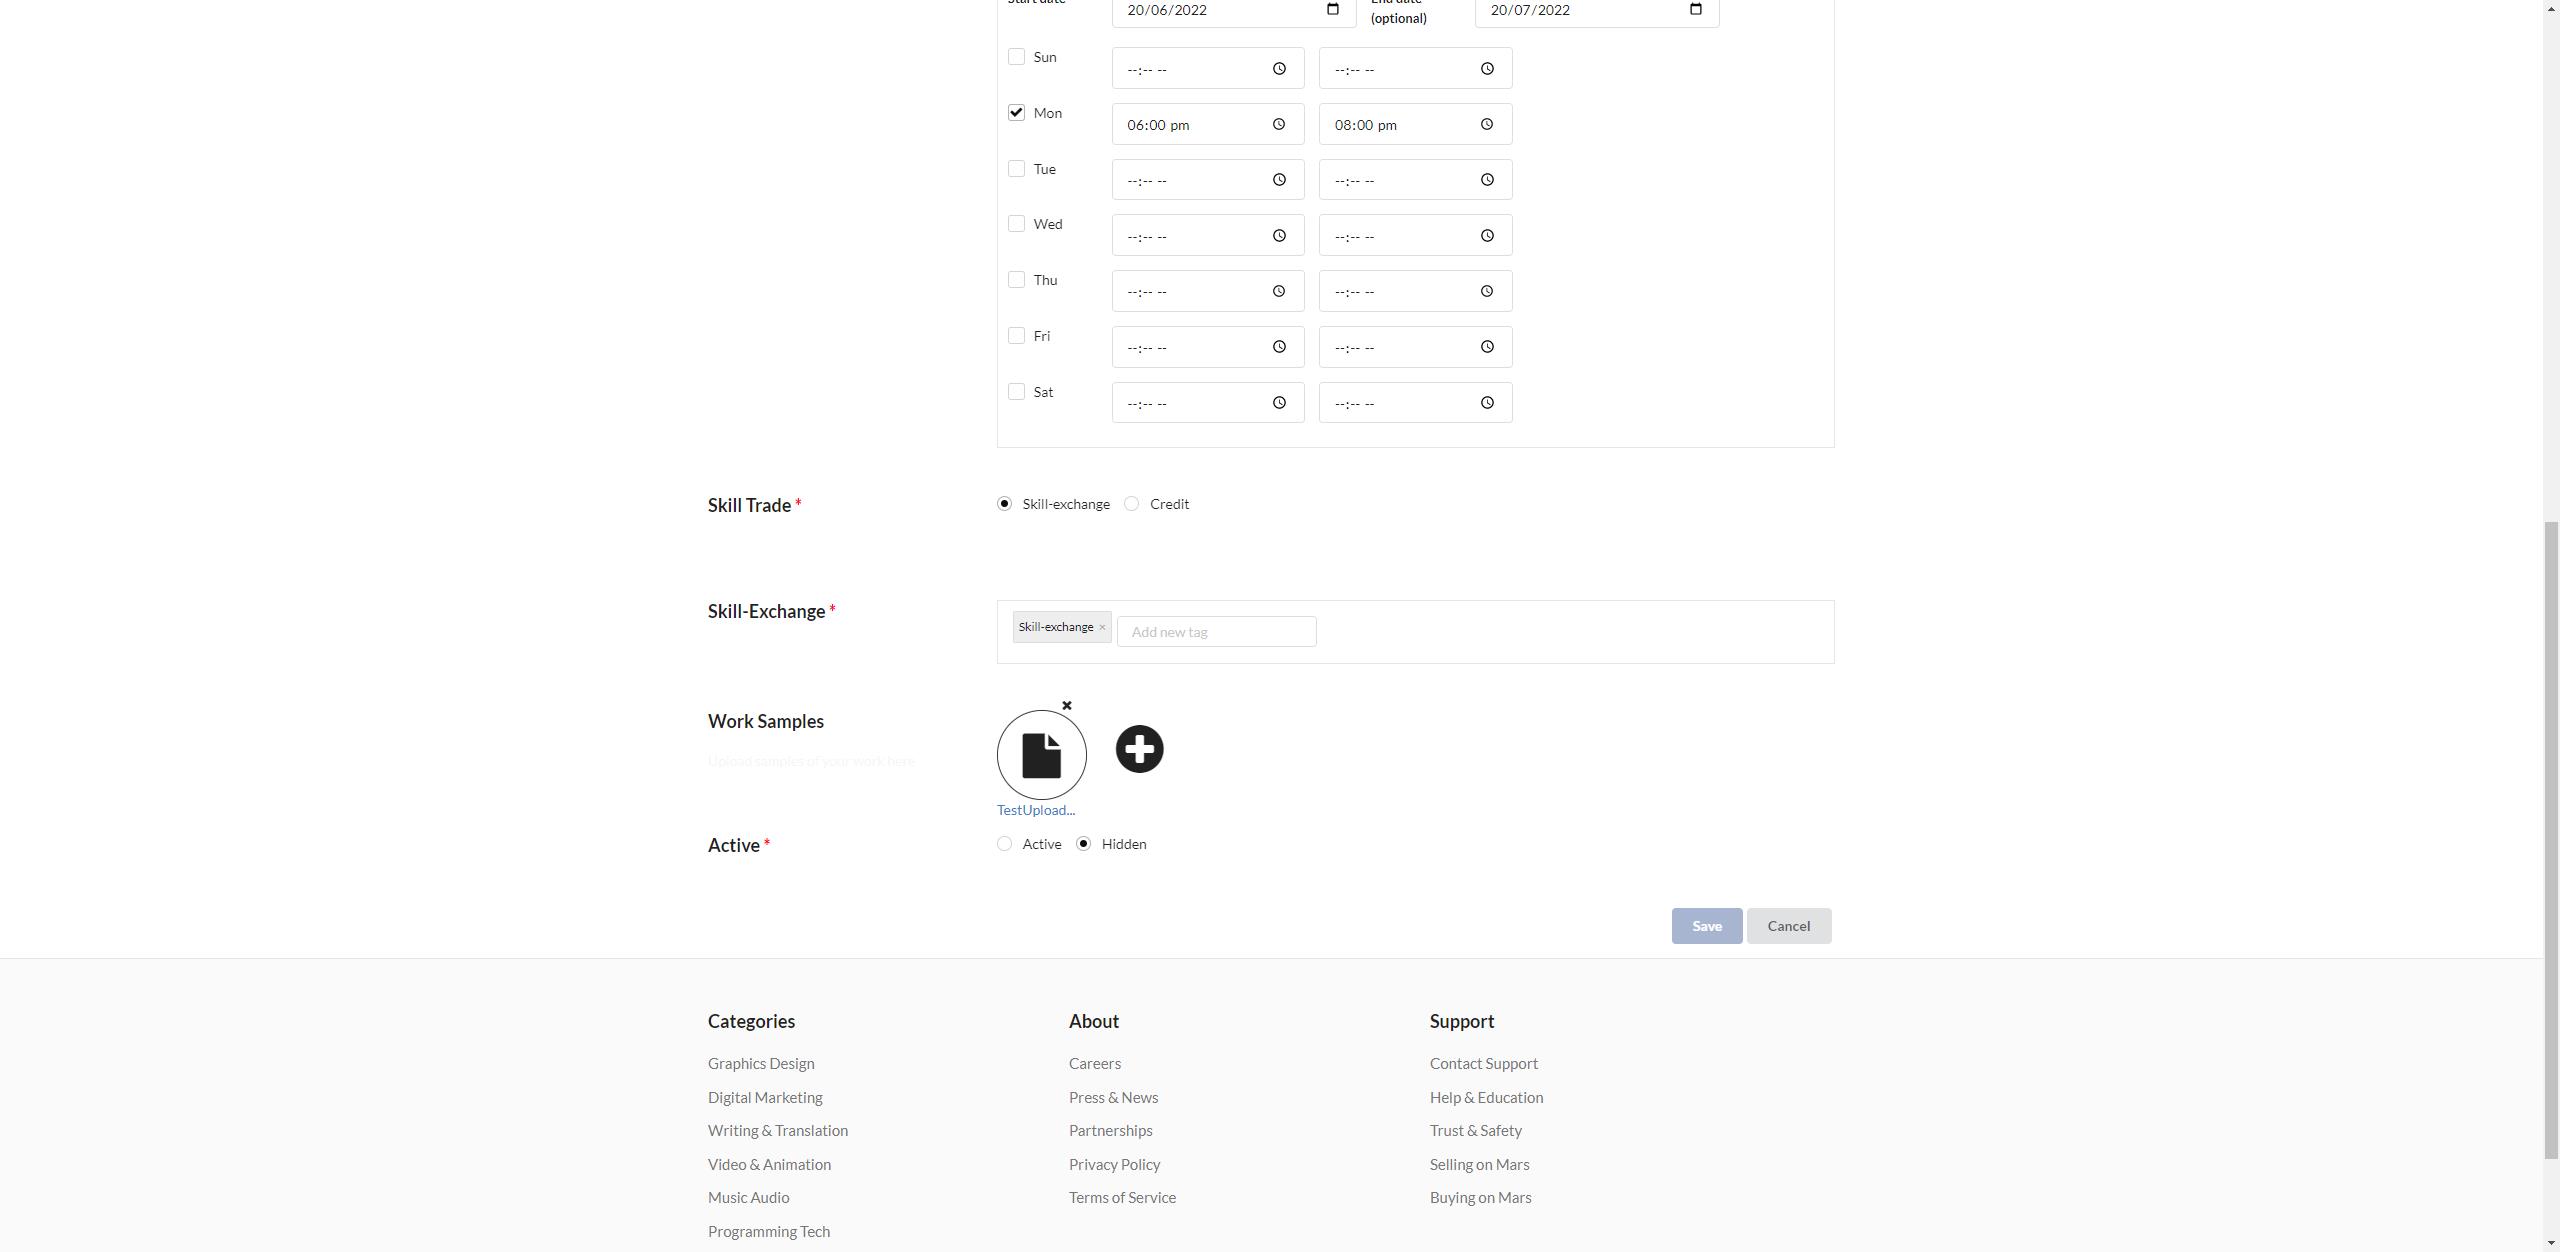 Start date
End date
20/06/2022
(optional)
20/07/2022
Sun --:-- -- --:-- --
Mon 06:00 pm 08:00 pm
Tue --:-- -- --:-- --
Wed --:-- -- --:-- --
Thu --:-- -- --:-- --
Fri --:-- -- --:-- --
Sat --:-- -- --:-- --
Skill Trade *
Skill-exchange Credit
Skill-Exchange *
Skill-exchange ×
Add new tag
Work Samples
Upload samples of your work here
TestUpload...
Active *
Active Hidden
Save Cancel
Categories
Graphics Design
Digital Marketing
Writing & Translation
Video & Animation
Music Audio
Programming Tech
About
Careers
Press & News
Partnerships
Privacy Policy
Terms of Service
Support
Contact Support
Help & Education
Trust & Safety
Selling on Mars
Buying on Mars